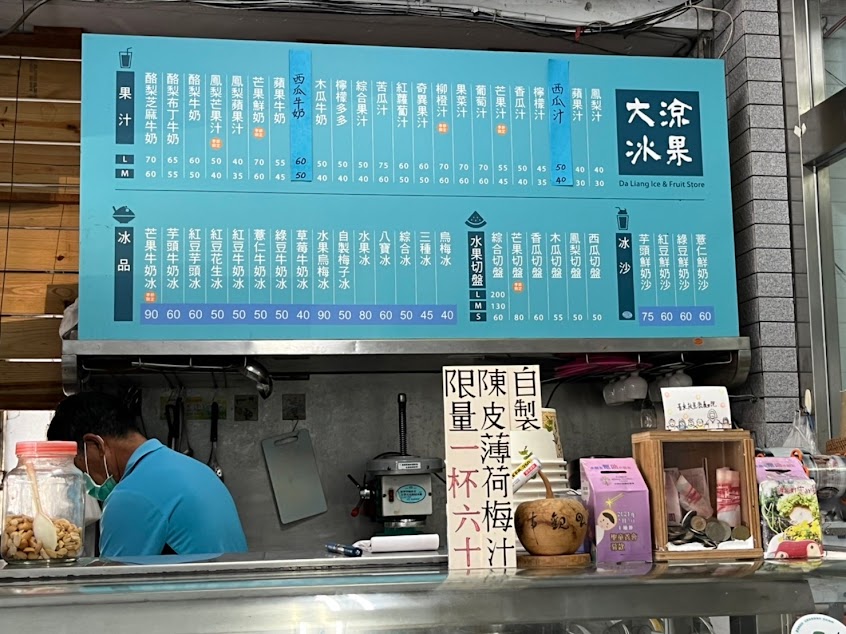 大涼
冰果
Da Liang Ice & Fruit Store
果汁
L
M
鳳梨汁 40 30
蘋果汁 40 30
西瓜汁 50 40
檸檬汁 45 35
香瓜汁 50 40
芒果汁 55 45
葡萄汁 70 60
果菜汁 70 60
柳橙汁 70 60
奇異果汁 60 50
紅蘿蔔汁 60 50
苦瓜汁 75 60
綜合果汁 50 40
檸檬多多 50 40
木瓜牛奶 50 40
西瓜牛奶 60 50
蘋果牛奶 55 45
芒果鮮奶 70 60
鳳梨蘋果汁 40 35
鳳梨芒果汁 50 40
酪梨牛奶 60 50
酪梨布丁牛奶 65 55
酪梨芝麻牛奶 70 60
冰沙
薏仁鮮奶沙 60
綠豆鮮奶沙 60
紅豆鮮奶沙 60
芋頭鮮奶沙 75
水果切盤
L
M
S
西瓜切盤 50
鳳梨切盤 50
木瓜切盤 55
香瓜切盤 60
芒果切盤 80
綜合切盤 200 130 60
冰品
烏梅冰 40
三種冰 45
綜合冰 50
八寶冰 60
水果冰 80
自製梅子冰 50
水果烏梅冰 90
草莓牛奶冰 40
綠豆牛奶冰 50
薏仁牛奶冰 50
紅豆牛奶冰 50
紅豆花生冰 50
紅豆芋頭冰 60
芋頭牛奶冰 60
芒果牛奶冰 90
自製
陳皮薄荷梅汁
限量一杯六十